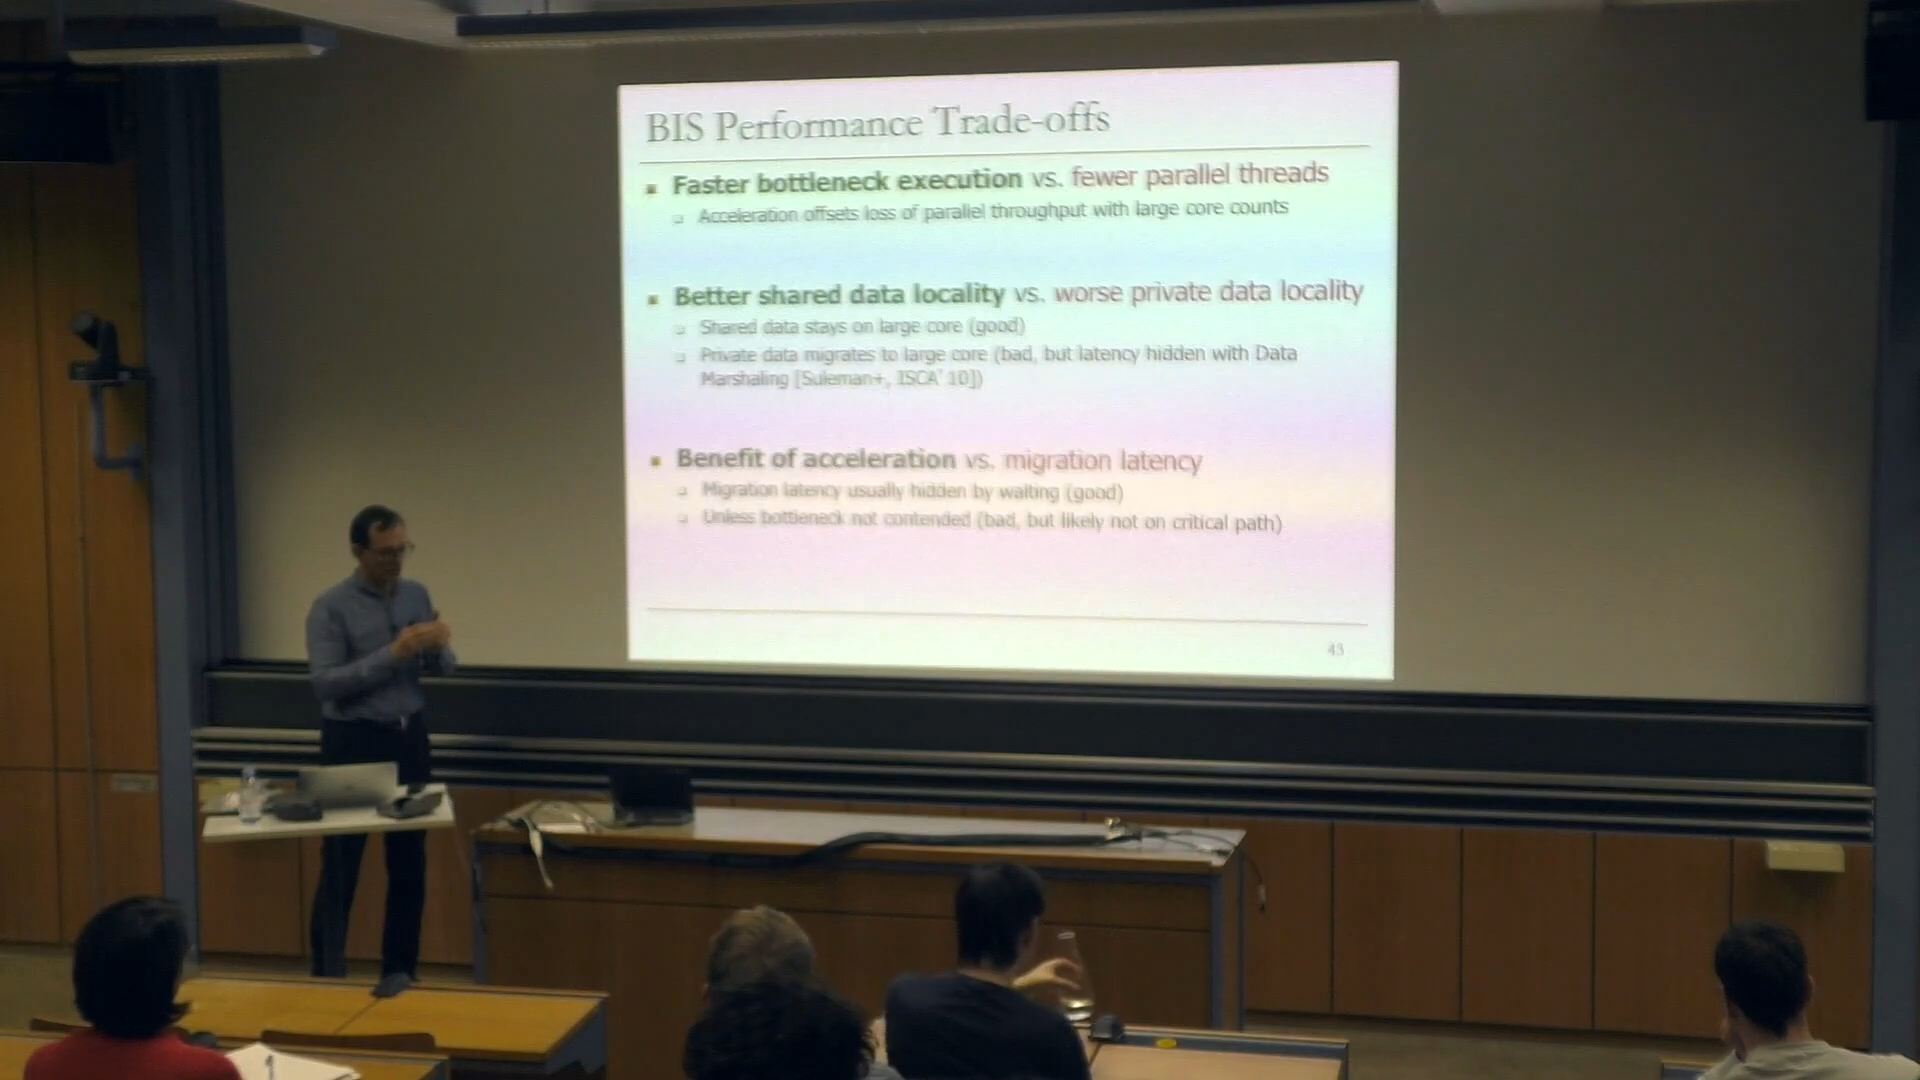 BIS Performance Trade-offs
Faster bottleneck execution vs. fewer parallel threads
Acceleration offsets loss of parallel throughput with large core counts
Better shared data locality vs. worse private data locality
Shared data stays on large core (good)
Private data migrates to large core (bad, but latency hidden with Data
Marshaling [Suleman+, ISCA' 10])
Benefit of acceleration vs. migration latency
Migration latency usually hidden by waiting (good)
Unless bottleneck not contended (bad, but likely not on critical path)
43